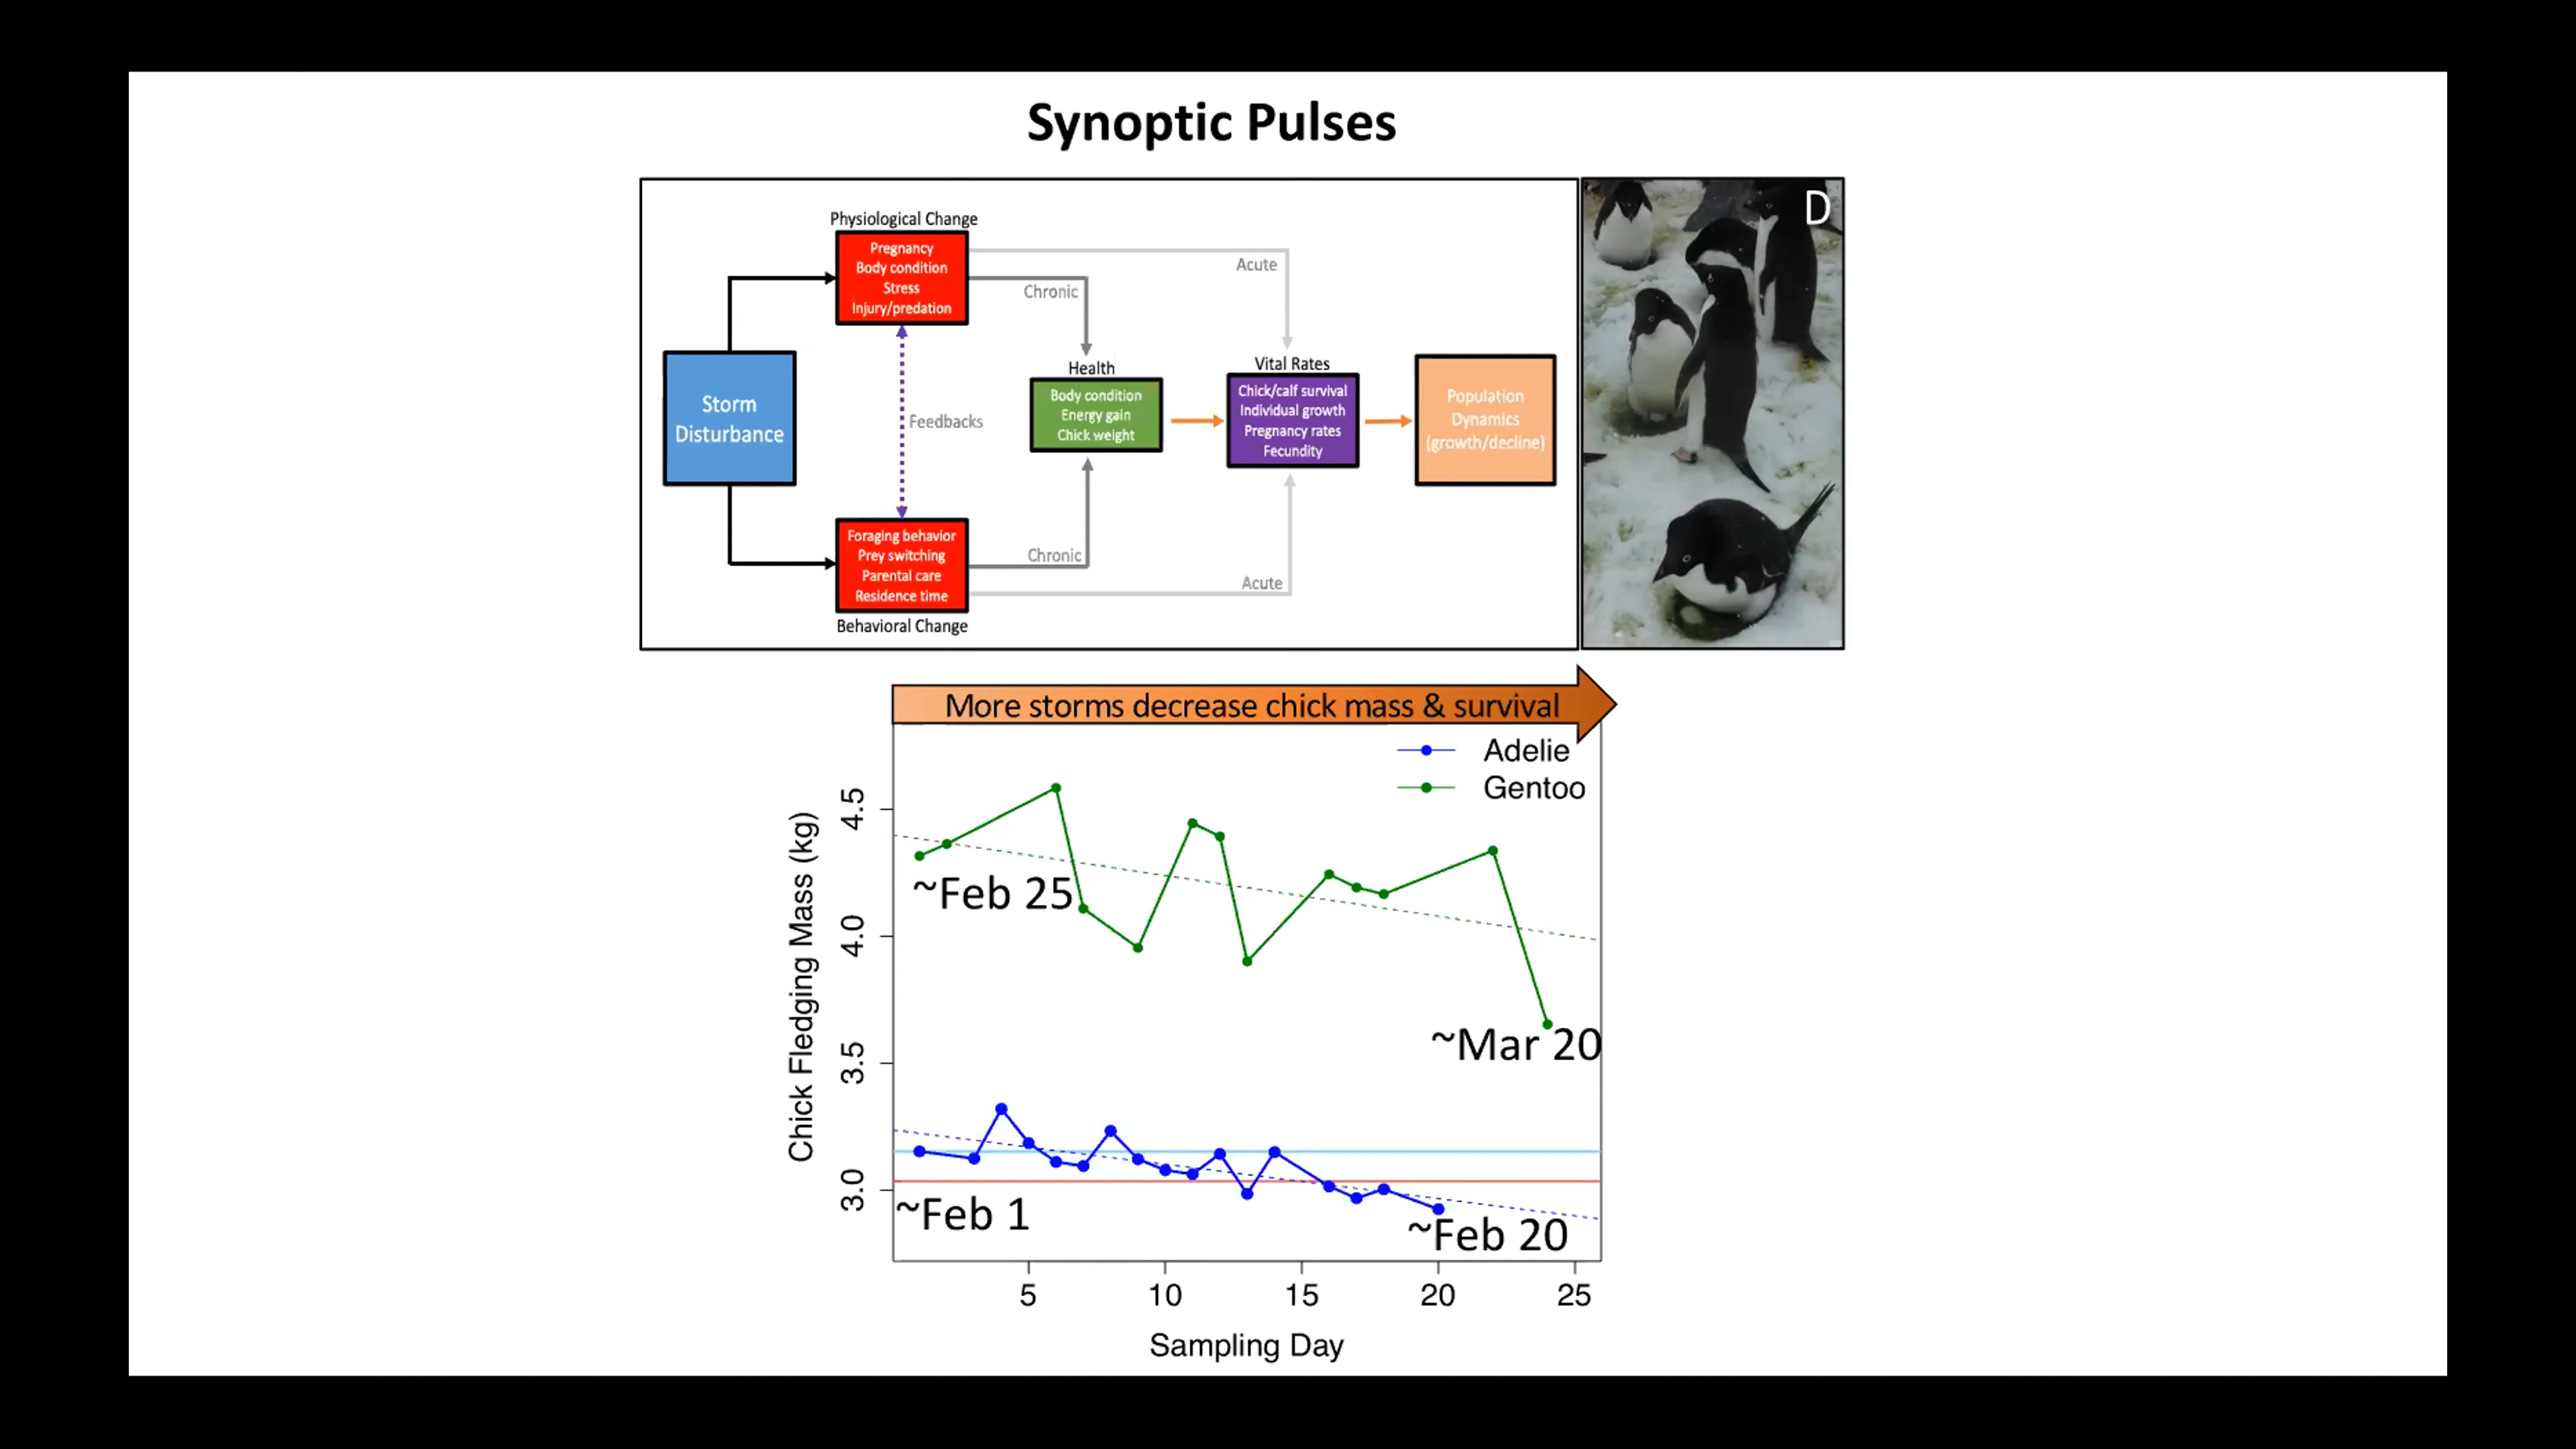 Synoptic Pulses
D
Physiological Change
Pregnancy
Body condition
Stress
Injury/predation
Acute
Chronic
Storm
Disturbance
Feedbacks
Health
Body condition
Energy gain
Chick weight
Vital Rates
Chick/calf survival
Individual growth
Pregnancy rates
Fecundity
Population
Dynamics
(growth/decline)
Foraging behavior
Prey switching
Parental care
Residence time
Behavioral Change
Chronic
Acute
More storms decrease chick mass & survival
Adelie
Gentoo
Chick Fledging Mass (kg)
4.5
4.0
3.5
3.0
~Feb 25
~Mar 20
~Feb 1
~Feb 20
5 10 15 20 25
Sampling Day